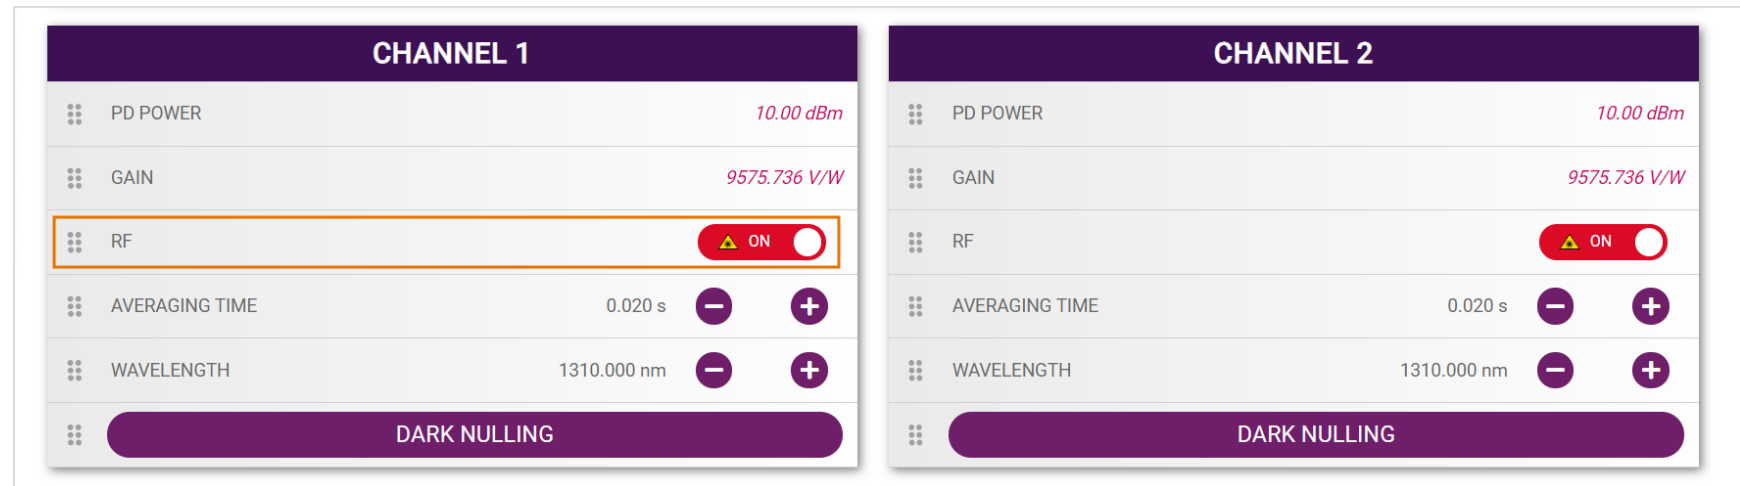 CHANNEL 1
PD POWER 10.00 dBm
GAIN 9575.736 V/W
RF ON
AVERAGING TIME 0.020 s
WAVELENGTH 1310.000 nm
DARK NULLING
CHANNEL 2
PD POWER 10.00 dBm
GAIN 9575.736 V/W
RF ON
AVERAGING TIME 0.020 s
WAVELENGTH 1310.000 nm
DARK NULLING